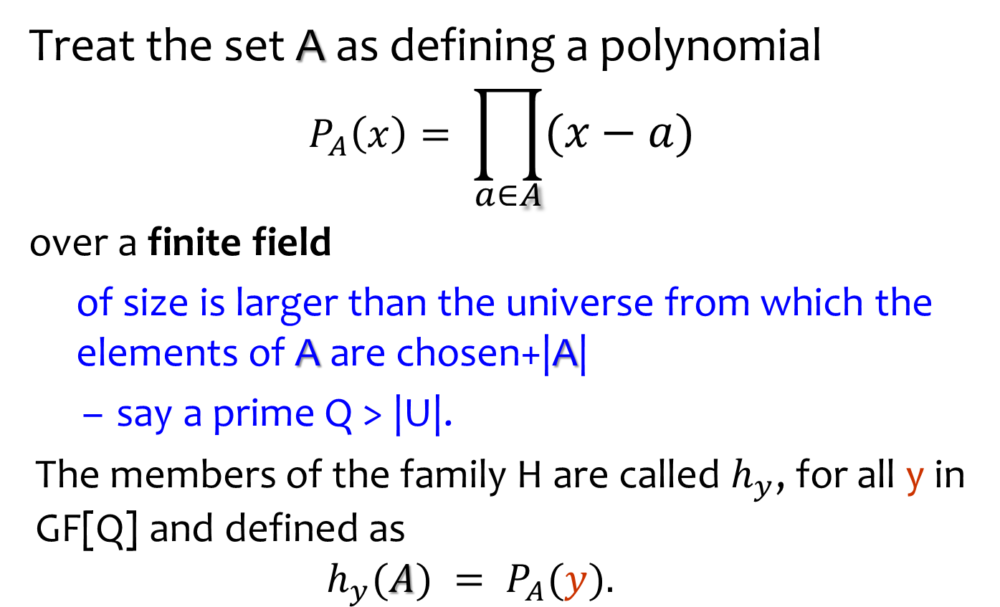 Treat the set A as defining a polynomial
P_A(x) = ∏_{a∈A}(x − a)
over a finite field
of size is larger than the universe from which the
elements of A are chosen+|A|
– say a prime Q > |U|.
The members of the family H are called h_y, for all y in
GF[Q] and defined as
h_y(A) = P_A(y).